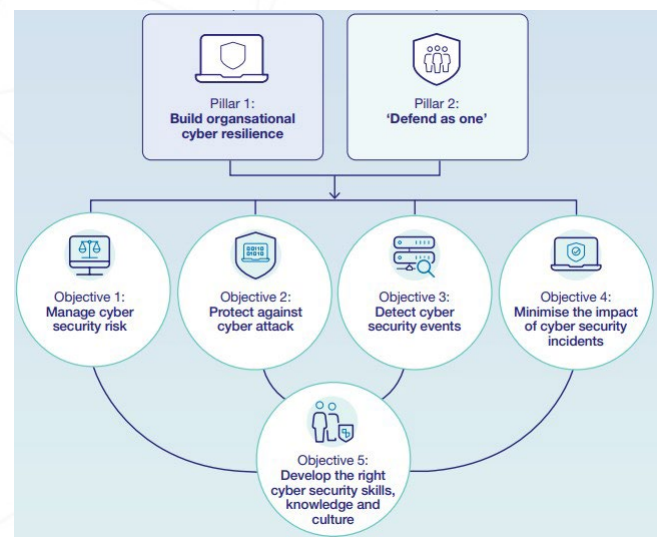 Pillar 1:
Build organsational
cyber resilience
Pillar 2:
‘Defend as one’
Objective 1:
Manage cyber
security risk
Objective 2:
Protect against
cyber attack
Objective 3:
Detect cyber
security events
Objective 4:
Minimise the impact
of cyber security
incidents
Objective 5:
Develop the right
cyber security skills,
knowledge and
culture
00110
01010